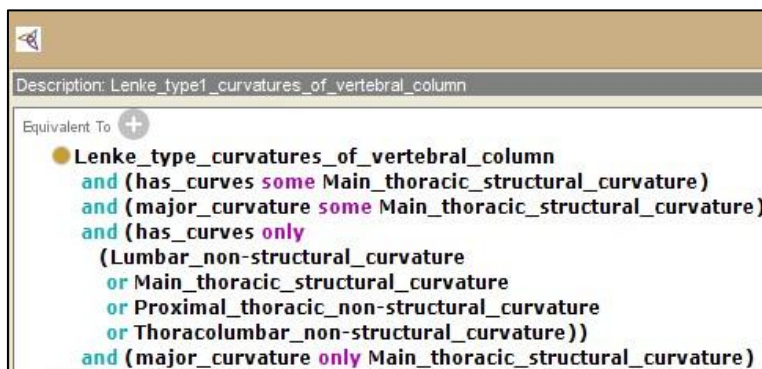 Description: Lenke_type1_curvatures_of_vertebral_column
Equivalent To
Lenke_type_curvatures_of_vertebral_column
and (has_curves some Main_thoracic_structural_curvature)
and (major_curvature some Main_thoracic_structural_curvature)
and (has_curves only
(Lumbar_non-structural_curvature
or Main_thoracic_structural_curvature
or Proximal_thoracic_non-structural_curvature
or Thoracolumbar_non-structural_curvature))
and (major_curvature only Main_thoracic_structural_curvature)